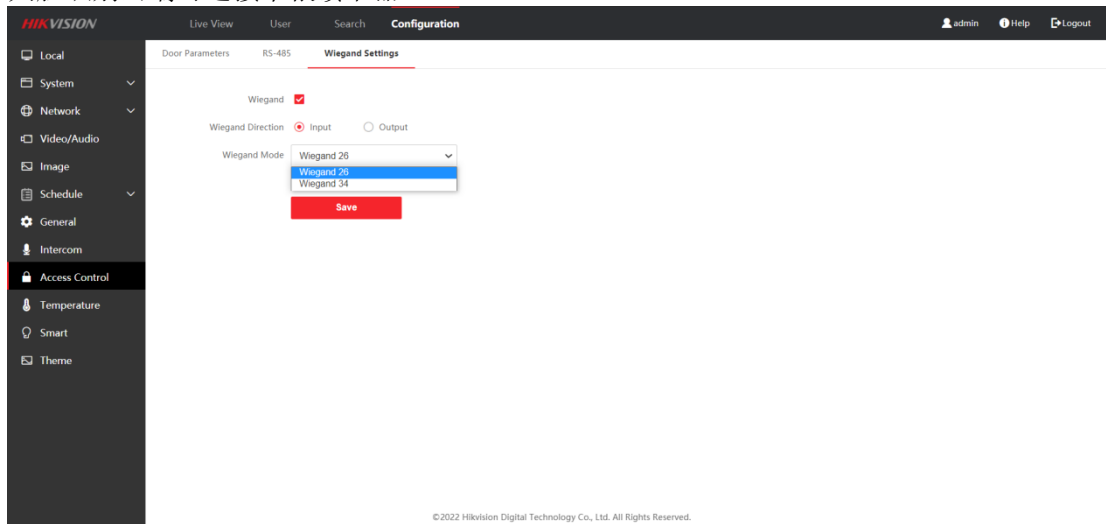 HIKVISION
Live View User Search Configuration admin Help Logout
Local
System
Network
Video/Audio
Image
Schedule
General
Intercom
Access Control
Temperature
Smart
Theme
Door Parameters RS-485 Wiegand Settings
Wiegand
Wiegand Direction Input Output
Wiegand Mode Wiegand 26
Wiegand 26
Wiegand 34
Save
©2022 Hikvision Digital Technology Co., Ltd. All Rights Reserved.